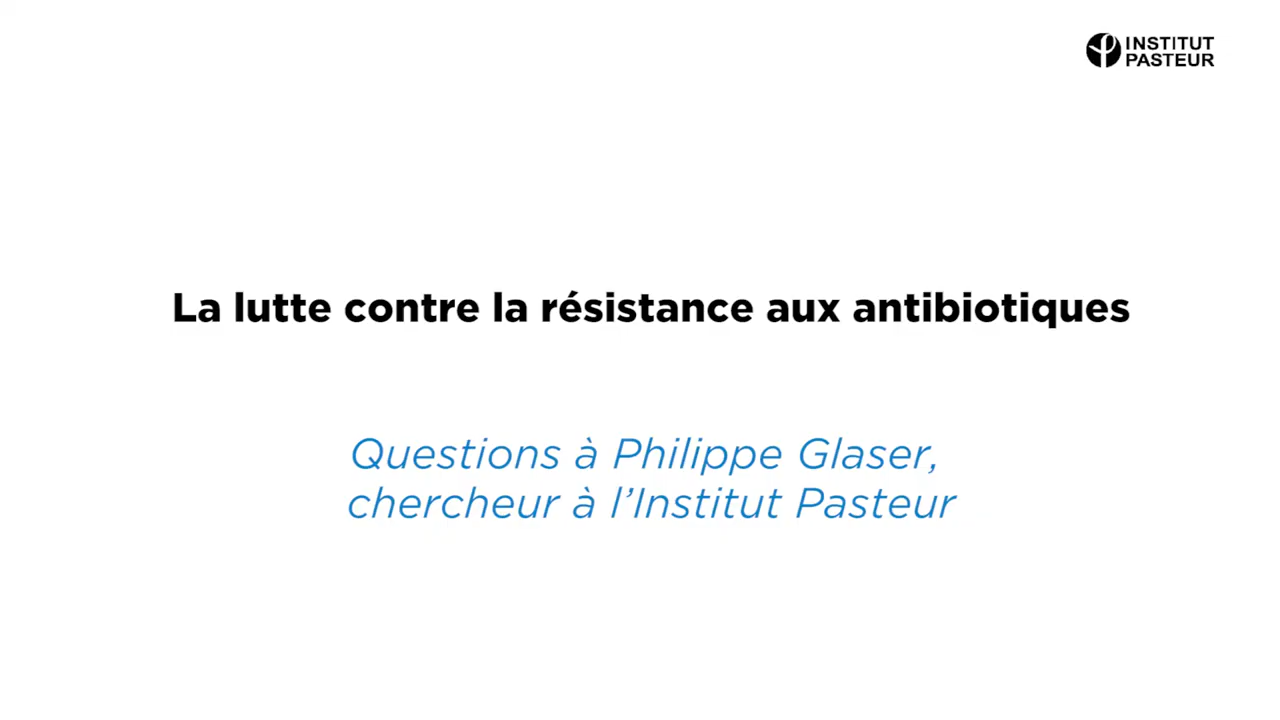 INSTITUT
PASTEUR
La lutte contre la résistance aux antibiotiques
Questions à Philippe Glaser,
chercheur à l’Institut Pasteur